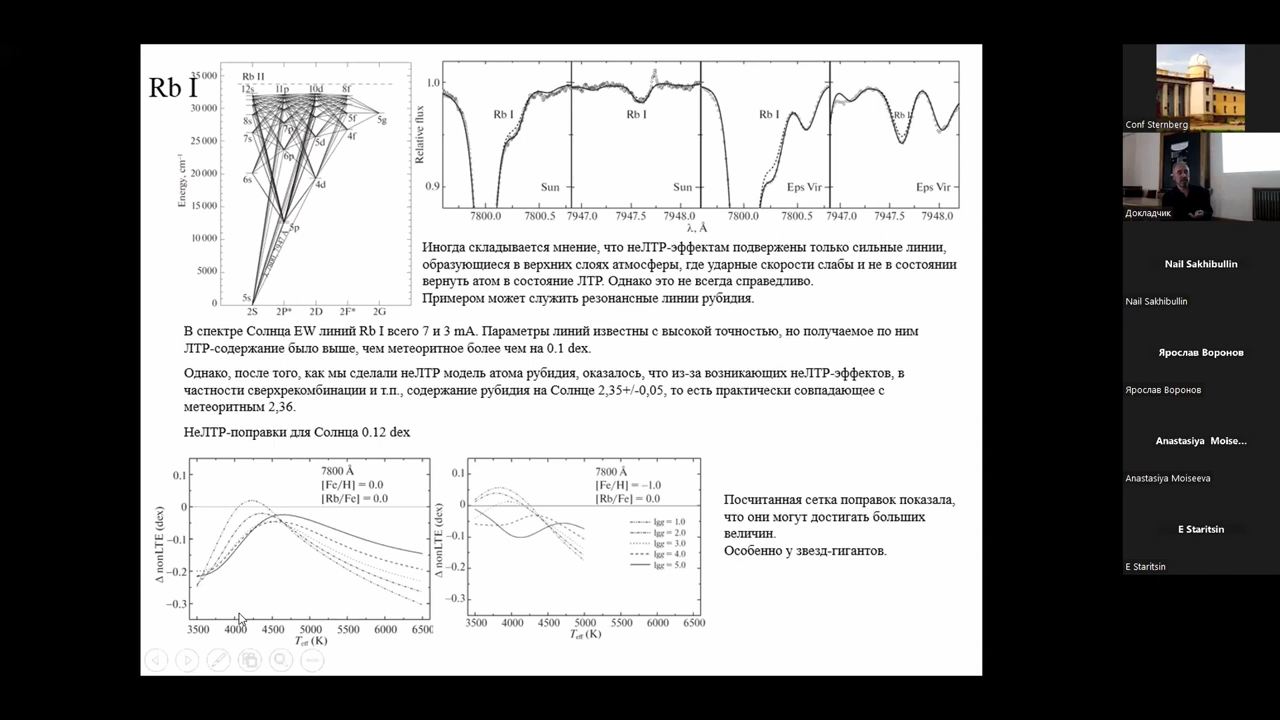 Rb I
Rb II
35000
30000
25000
20000
15000
10000
5000
0
Energy, cm⁻¹
12s 11p 10d 8f
8s
7s
6s
5s
7p
6p
5p
5d
4d
5f
4f
5g
2S 2P* 2D 2F* 2G
1.0
0.9
Relative flux
Rb I
Rb I
Rb I
Rb I
Sun
Sun
Eps Vir
Eps Vir
7800.0 7800.5 7947.0 7947.5 7948.0 7800.0 7800.5 7947.0 7947.5 7948.0
λ, Å
Иногда складывается мнение, что неЛТР-эффектам подвержены только сильные линии,
образующиеся в верхних слоях атмосферы, где ударные скорости слабы и не в состоянии
вернуть атом в состояние ЛТР. Однако это не всегда справедливо.
Примером может служить резонансные линии рубидия.
В спектре Солнца EW линий Rb I всего 7 и 3 mA. Параметры линий известны с высокой точностью, но получаемое по ним
ЛТР-содержание было выше, чем метеоритное более чем на 0.1 dex.
Однако, после того, как мы сделали неЛТР модель атома рубидия, оказалось, что из-за возникающих неЛТР-эффектов, в
частности сверхрекомбинации и т.п., содержание рубидия на Солнце 2,35+/-0,05, то есть практически совпадающее с
метеоритным 2,36.
НеЛТР-поправки для Солнца 0.12 dex
7800 Å
[Fe/H] = 0.0
[Rb/Fe] = 0.0
0.1
0
−0.1
−0.2
−0.3
Δ nonLTE (dex)
3500 4000 4500 5000 5500 6000 6500
Teff (K)
7800 Å
[Fe/H] = −1.0
[Rb/Fe] = 0.0
lgg = 1.0
lgg = 2.0
lgg = 3.0
lgg = 4.0
lgg = 5.0
0.1
0
−0.1
−0.2
−0.3
Δ nonLTE (dex)
3500 4000 4500 5000 5500 6000 6500
Teff (K)
Посчитанная сетка поправок показала,
что они могут достигать больших
величин.
Особенно у звезд-гигантов.
Conf Sternberg
Докладчик
Nail Sakhibullin
Nail Sakhibullin
Ярослав Воронов
Ярослав Воронов
Anastasiya Moise...
Anastasiya Moiseeva
E Staritsin
E Staritsin